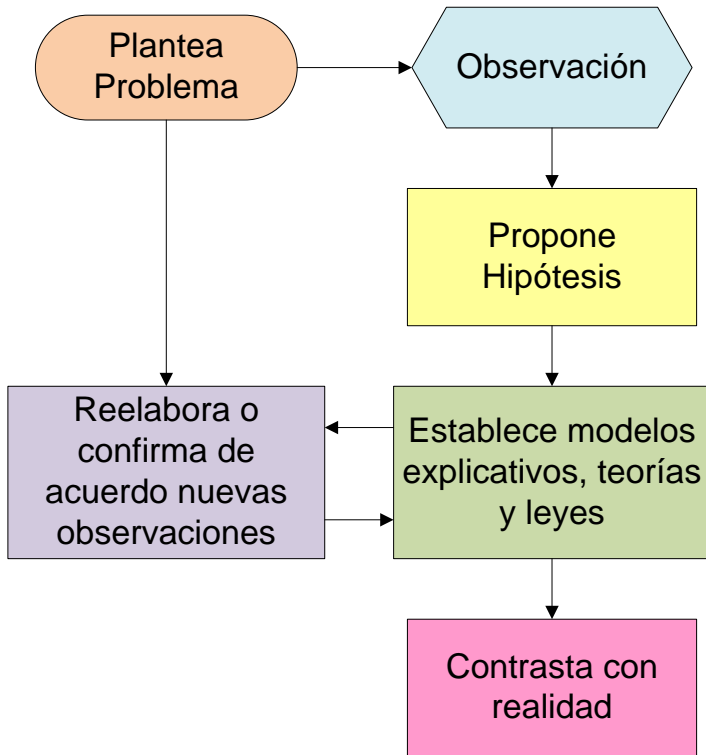 Plantea
Problema
Observación
Propone
Hipótesis
Reelabora o
confirma de
acuerdo nuevas
observaciones
Establece modelos
explicativos, teorías
y leyes
Contrasta con
realidad